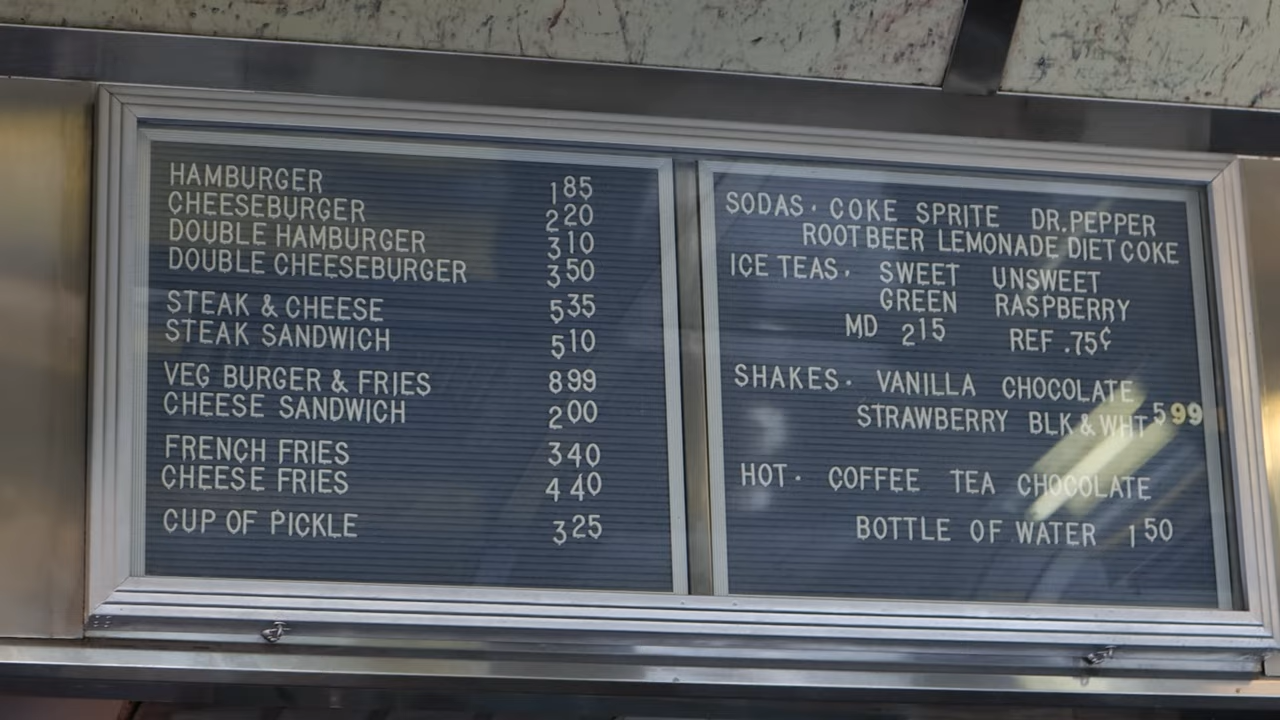 HAMBURGER 185
CHEESEBURGER 220
DOUBLE HAMBURGER 310
DOUBLE CHEESEBURGER 350
STEAK & CHEESE 535
STEAK SANDWICH 510
VEG BURGER & FRIES 899
CHEESE SANDWICH 200
FRENCH FRIES 340
CHEESE FRIES 440
CUP OF PICKLE 325
SODAS· COKE SPRITE DR.PEPPER
ROOTBEER LEMONADE DIETCOKE
ICE TEAS· SWEET UNSWEET
GREEN RASPBERRY
MD 215 REF .75¢
SHAKES· VANILLA CHOCOLATE
STRAWBERRY BLK & WHT 599
HOT· COFFEE TEA CHOCOLATE
BOTTLE OF WATER 150